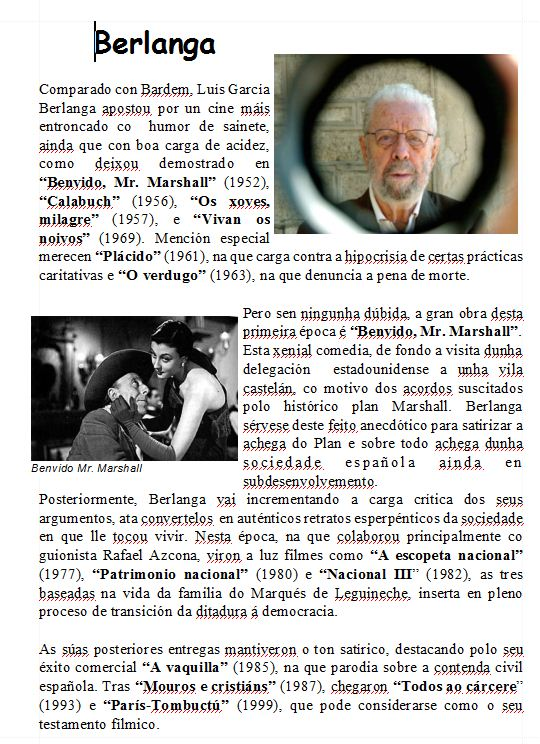 Berlanga
Comparado con Bardem, Luis García
Berlanga apostou por un cine máis
entroncado co humor de sainete,
ainda que con boa carga de acidez,
como deixou demostrado en
“Benvido, Mr. Marshall” (1952),
“Calabuch” (1956), “Os xoves,
milagre” (1957), e “Vivan os
noivos” (1969). Mención especial
merecen “Plácido” (1961), na que carga contra a hipocrisia de certas prácticas
caritativas e “O verdugo” (1963), na que denuncia a pena de morte.
Pero sen ningunha dúbida, a gran obra desta
primeira época é “Benvido, Mr. Marshall”.
Esta xenial comedia, de fondo a visita dunha
delegación estadounidense a unha vila
castelán, co motivo dos acordos suscitados
polo histórico plan Marshall. Berlanga
sérvese deste feito anecdótico para satirizar a
achega do Plan e sobre todo achega dunha
sociedade española ainda en
subdesenvolvemento.
Benvido Mr. Marshall
Posteriormente, Berlanga vai incrementando a carga critica dos seus
argumentos, ata convertelos en auténticos retratos esperpénticos da sociedade
en que lle tocou vivir. Nesta época, na que colaborou principalmente co
guionista Rafael Azcona, viron a luz filmes como “A escopeta nacional”
(1977), “Patrimonio nacional” (1980) e “Nacional III” (1982), as tres
baseadas na vida da familia do Marqués de Leguineche, inserta en pleno
proceso de transición da ditadura á democracia.
As súas posteriores entregas mantiveron o ton satírico, destacando polo seu
éxito comercial “A vaquilla” (1985), na que parodia sobre a contenda civil
española. Tras “Mouros e cristiáns” (1987), chegaron “Todos ao cárcere”
(1993) e “París-Tombuctú” (1999), que pode considerarse como o seu
testamento fílmico.